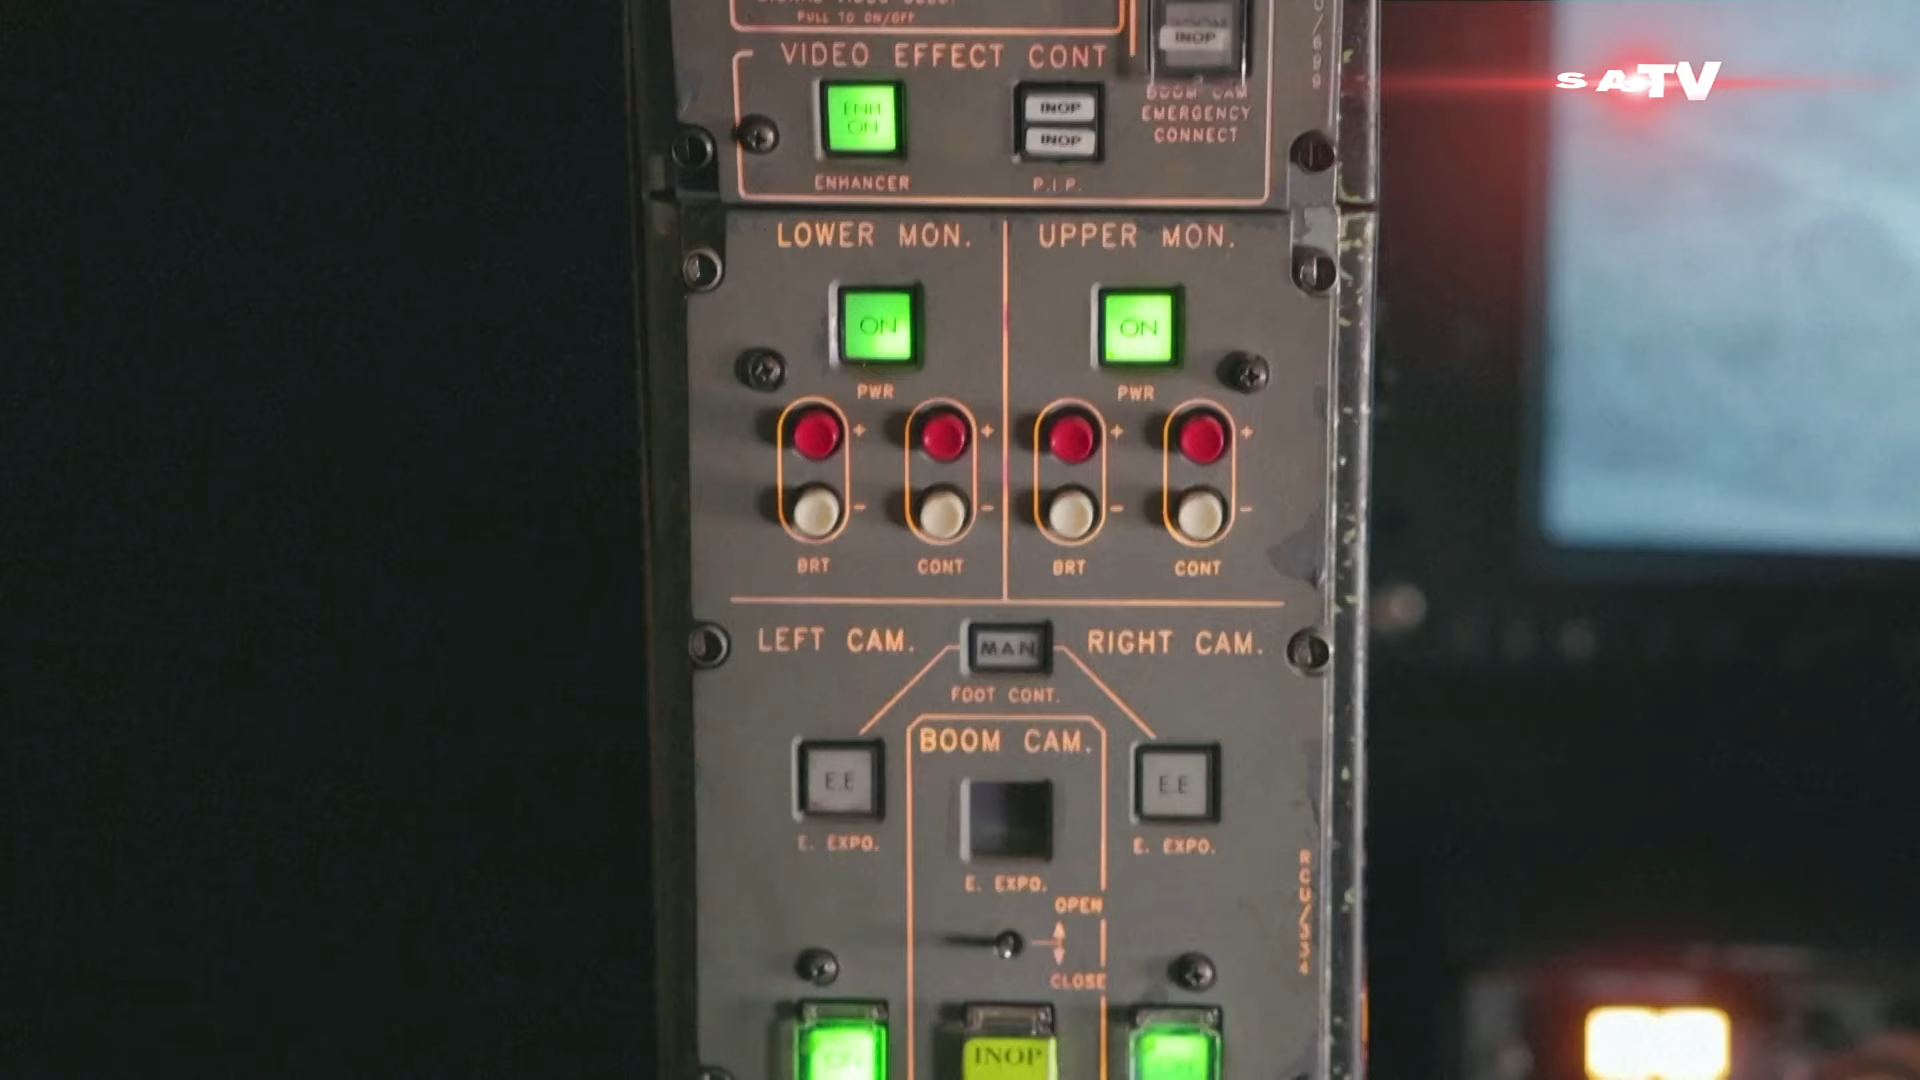 PULL TO ON/OFF
VIDEO EFFECT CONT
INOP
SATV
ENH
ON
INOP
INOP
BOOM CAM
EMERGENCY
CONNECT
ENHANCER
P.I.P.
LOWER MON.
UPPER MON.
ON
ON
PWR
PWR
+
+
+
+
-
-
-
-
BRT
CONT
BRT
CONT
LEFT CAM.
MAN
RIGHT CAM.
FOOT CONT.
BOOM CAM.
E.E
E.E
E. EXPO.
E. EXPO.
E. EXPO.
OPEN
CLOSE
ON
INOP
ON